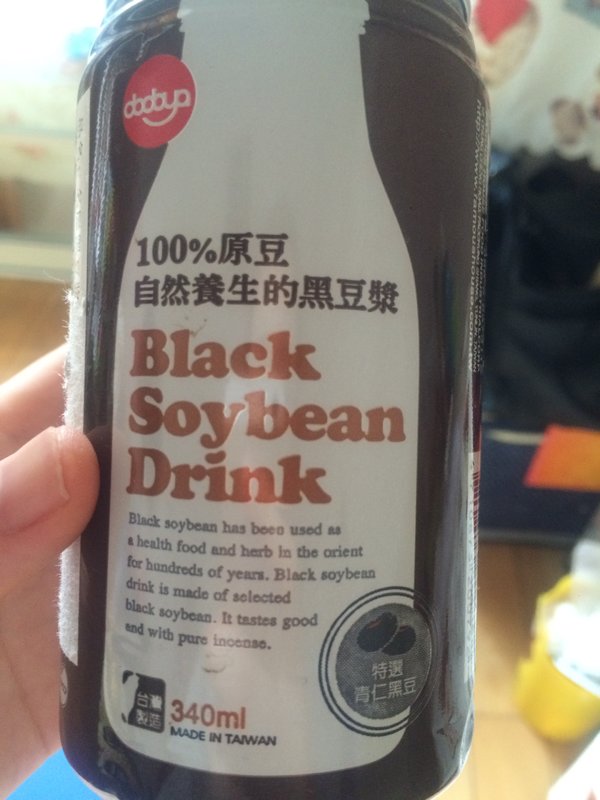 100%原豆
自然養生的黑豆漿
Black
Soybean
Drink
Black soybean has been used as
a health food and herb in the orient
for hundreds of years. Black soybean
drink is made of selected
black soybean. It tastes good
and with pure incense.
特選
青仁黑豆
台灣
製造
340ml
MADE IN TAIWAN